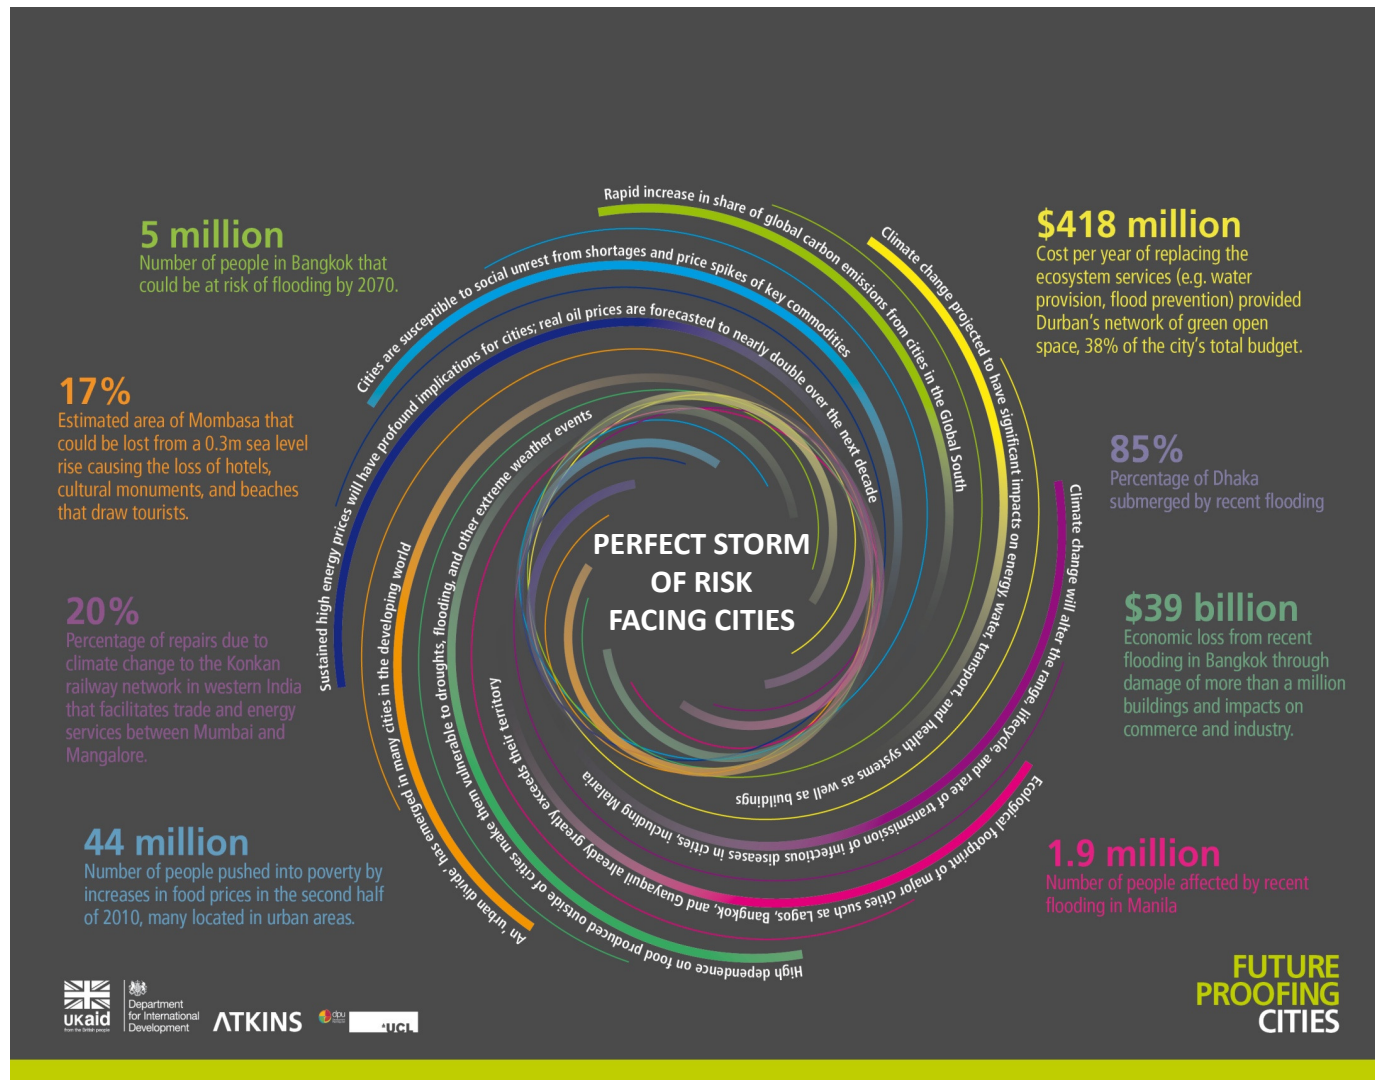 5 million
Number of people in Bangkok that
could be at risk of flooding by 2070.
17%
Estimated area of Mombasa that
could be lost from a 0.3m sea level
rise causing the loss of hotels,
cultural monuments, and beaches
that draw tourists.
20%
Percentage of repairs due to
climate change to the Konkan
railway network in western India
that facilitates trade and energy
services between Mumbai and
Mangalore.
44 million
Number of people pushed into poverty by
increases in food prices in the second half
of 2010, many located in urban areas.
Rapid increase in share of global carbon emissions from cities in the Global South
Climate change projected to have significant impacts on energy, water, transport, and health systems as well as buildings
Climate change will alter the range, lifecycle, and rate of transmission of infectious diseases in cities, including Malaria
Ecological footprint of major cities such as Lagos, Bangkok, and Guayaquil already greatly exceeds their territory
High dependence on food produced outside of cities make them vulnerable to droughts, flooding, and other extreme weather events
An 'urban divide' has emerged in many cities in the developing world
Sustained high energy prices will have profound implications for cities; real oil prices are forecasted to nearly double over the next decade
Cities are susceptible to social unrest from shortages and price spikes of key commodities
PERFECT STORM
OF RISK
FACING CITIES
$418 million
Cost per year of replacing the
ecosystem services (e.g. water
provision, flood prevention) provided
Durban's network of green open
space, 38% of the city's total budget.
85%
Percentage of Dhaka
submerged by recent flooding
$39 billion
Economic loss from recent
flooding in Bangkok through
damage of more than a million
buildings and impacts on
commerce and industry.
1.9 million
Number of people affected by recent
flooding in Manila
UKaid
from the British people
Department
for International
Development
ATKINS
dpu
UCL
FUTURE
PROOFING
CITIES